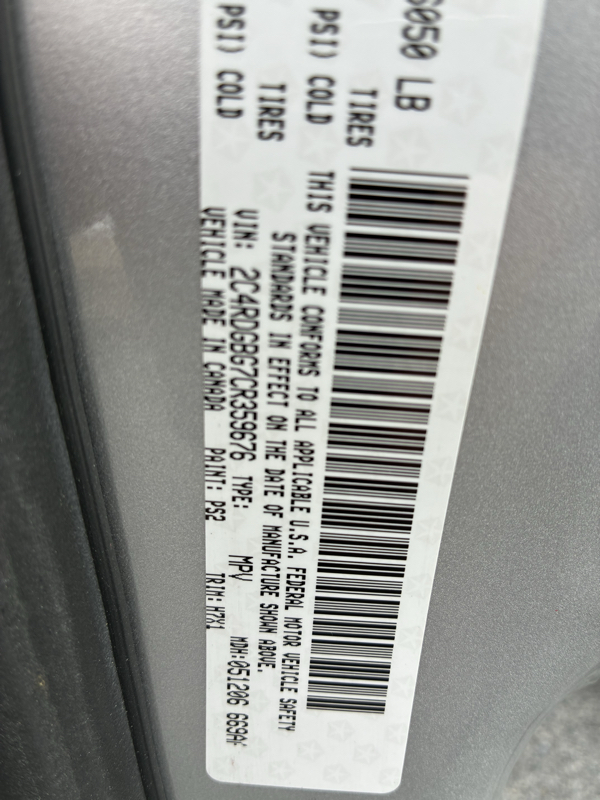 6050 LB
TIRES
PSI) COLD
TIRES
PSI) COLD
THIS VEHICLE CONFORMS TO ALL APPLICABLE U.S.A. FEDERAL MOTOR VEHICLE SAFETY
STANDARDS IN EFFECT ON THE DATE OF MANUFACTURE SHOWN ABOVE.
VIN: 2C4RDGBG7CR359676 TYPE: MPV MDH:051206
VEHICLE MADE IN CANADA PAINT: PS2 TRIM: H7X1